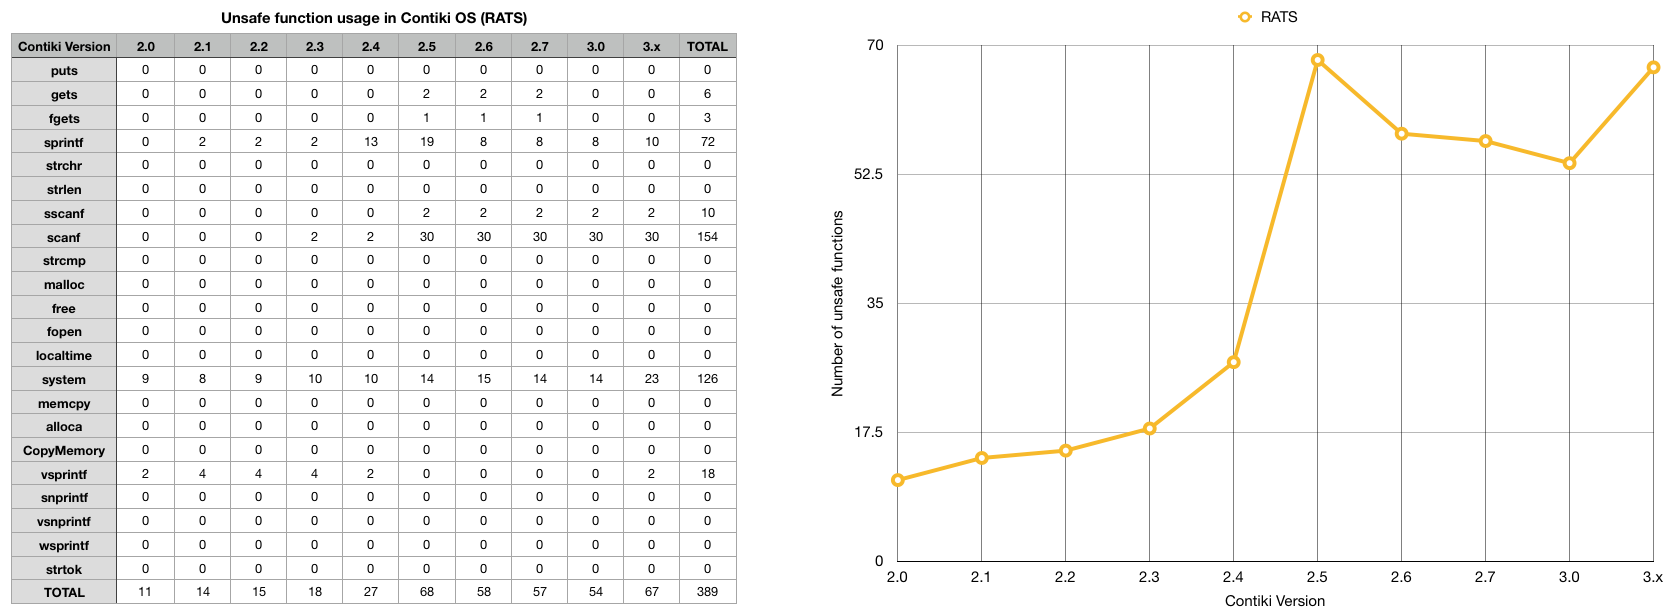 Unsafe function usage in Contiki OS (RATS)
Contiki Version 2.0 2.1 2.2 2.3 2.4 2.5 2.6 2.7 3.0 3.x TOTAL
puts 0 0 0 0 0 0 0 0 0 0 0
gets 0 0 0 0 0 2 2 2 0 0 6
fgets 0 0 0 0 0 1 1 1 0 0 3
sprintf 0 2 2 2 13 19 8 8 8 10 72
strchr 0 0 0 0 0 0 0 0 0 0 0
strlen 0 0 0 0 0 0 0 0 0 0 0
sscanf 0 0 0 0 0 2 2 2 2 2 10
scanf 0 0 0 2 2 30 30 30 30 30 154
strcmp 0 0 0 0 0 0 0 0 0 0 0
malloc 0 0 0 0 0 0 0 0 0 0 0
free 0 0 0 0 0 0 0 0 0 0 0
fopen 0 0 0 0 0 0 0 0 0 0 0
localtime 0 0 0 0 0 0 0 0 0 0 0
system 9 8 9 10 10 14 15 14 14 23 126
memcpy 0 0 0 0 0 0 0 0 0 0 0
alloca 0 0 0 0 0 0 0 0 0 0 0
CopyMemory 0 0 0 0 0 0 0 0 0 0 0
vsprintf 2 4 4 4 2 0 0 0 0 2 18
snprintf 0 0 0 0 0 0 0 0 0 0 0
vsnprintf 0 0 0 0 0 0 0 0 0 0 0
wsprintf 0 0 0 0 0 0 0 0 0 0 0
strtok 0 0 0 0 0 0 0 0 0 0 0
TOTAL 11 14 15 18 27 68 58 57 54 67 389
RATS
Number of unsafe functions
70
52.5
35
17.5
0
2.0 2.1 2.2 2.3 2.4 2.5 2.6 2.7 3.0 3.x
Contiki Version